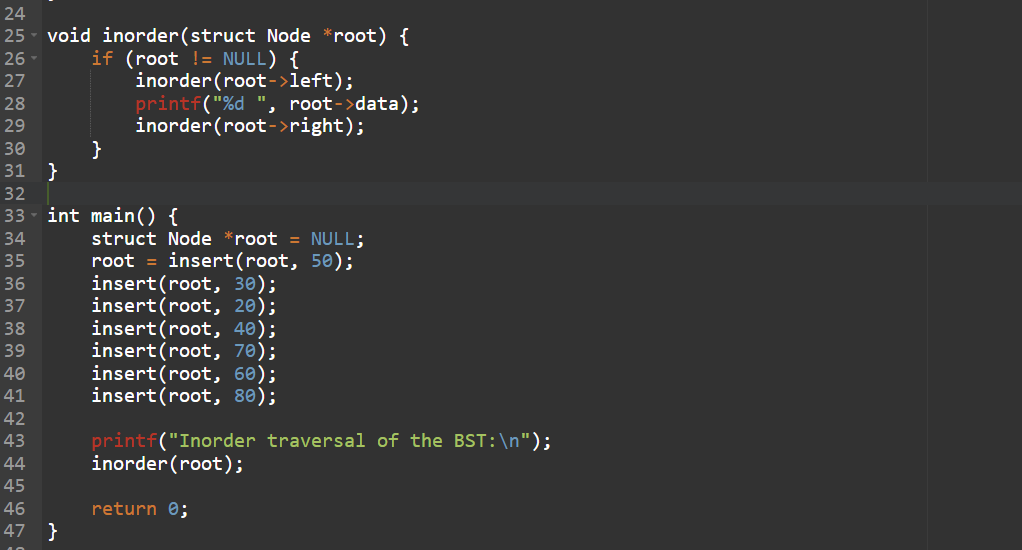 24
25 void inorder(struct Node *root) {
26     if (root != NULL) {
27         inorder(root->left);
28         printf("%d ", root->data);
29         inorder(root->right);
30     }
31 }
32
33 int main() {
34     struct Node *root = NULL;
35     root = insert(root, 50);
36     insert(root, 30);
37     insert(root, 20);
38     insert(root, 40);
39     insert(root, 70);
40     insert(root, 60);
41     insert(root, 80);
42
43     printf("Inorder traversal of the BST:\n");
44     inorder(root);
45
46     return 0;
47 }